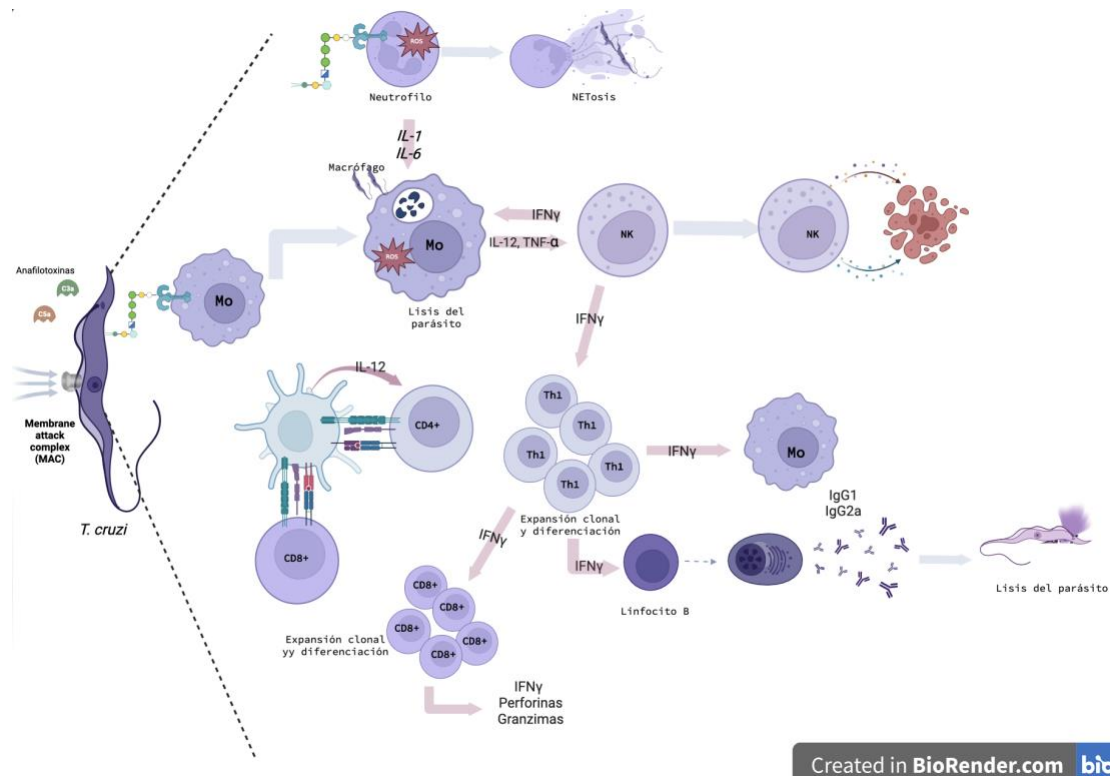 ROS
Neutrofilo
NETosis
IL-1
IL-6
Macrófago
Mo
ROS
Lisis del
parásito
IFNγ
IL-12, TNF-α
NK
NK
Anafilotoxinas
C3a
C5a
Mo
Membrane
attack
complex
(MAC)
T. cruzi
IFNγ
IL-12
CD4+
CD8+
Th1
Th1
Th1
Th1
Th1
Expansión clonal
y diferenciación
IFNγ
Mo
IFNγ
IFNγ
Linfocito B
IgG1
IgG2a
Lisis del parásito
CD8+
CD8+
CD8+
CD8+
CD8+
Expansión clonal
yy diferenciación
IFNγ
Perforinas
Granzimas
Created in BioRender.com
bio